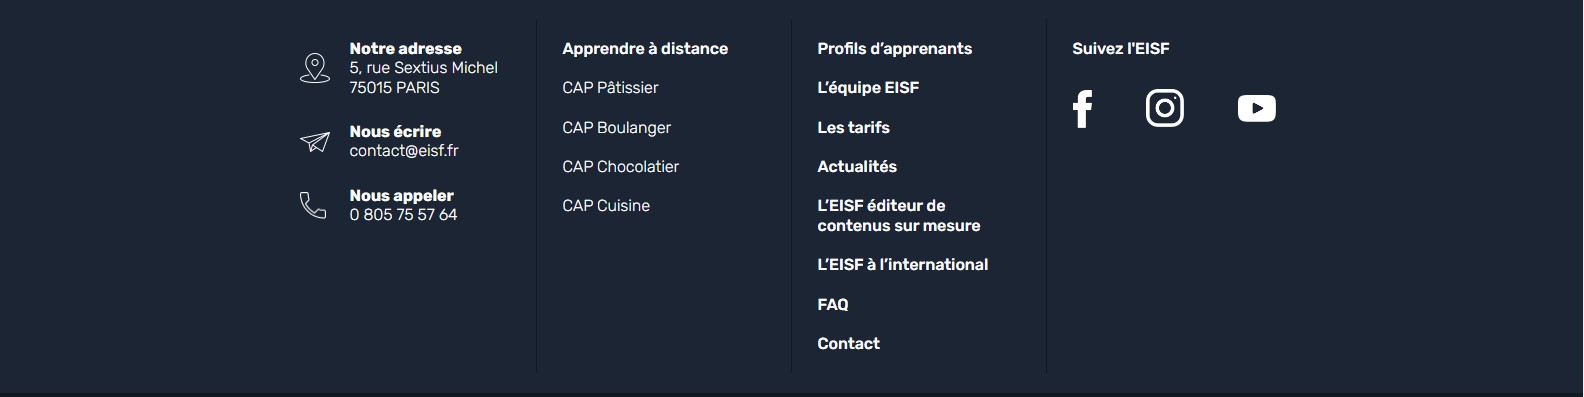 Notre adresse
5, rue Sextius Michel
75015 PARIS
Nous écrire
contact@eisf.fr
Nous appeler
0 805 75 57 64
Apprendre à distance
CAP Pâtissier
CAP Boulanger
CAP Chocolatier
CAP Cuisine
Profils d’apprenants
L’équipe EISF
Les tarifs
Actualités
L’EISF éditeur de
contenus sur mesure
L’EISF à l’international
FAQ
Contact
Suivez l'EISF